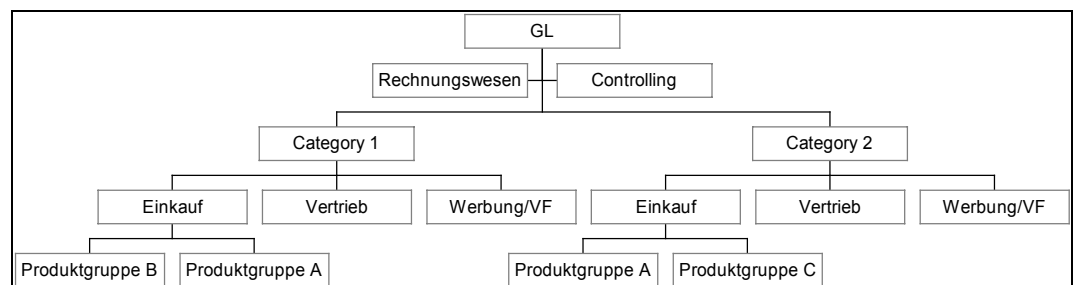 GL
Rechnungswesen Controlling
Category 1 Category 2
Einkauf Vertrieb Werbung/VF Einkauf Vertrieb Werbung/VF
Produktgruppe B Produktgruppe A Produktgruppe A Produktgruppe C